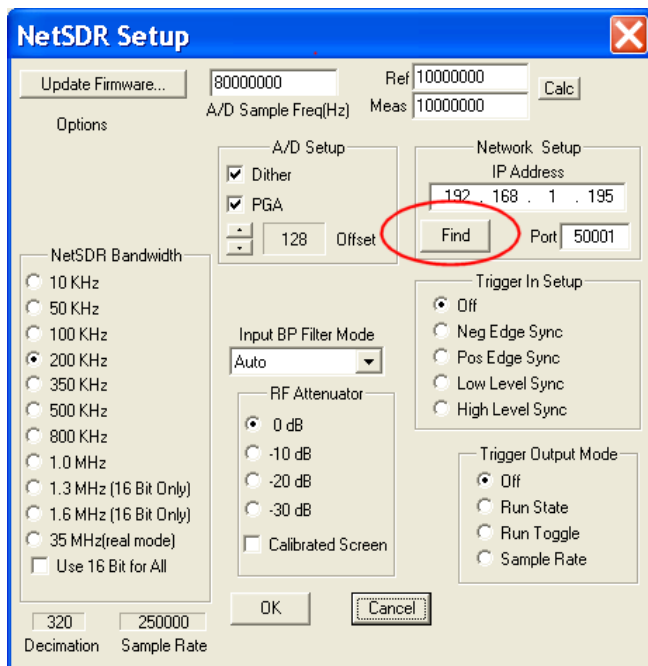 NetSDR Setup
Update Firmware...
Options
80000000
A/D Sample Freq(Hz)
Ref 10000000
Meas 10000000
Calc
A/D Setup
Dither
PGA
128 Offset
Network Setup
IP Address
192 . 168 . 1 . 195
Find
Port 50001
NetSDR Bandwidth
10 KHz
50 KHz
100 KHz
200 KHz
350 KHz
500 KHz
800 KHz
1.0 MHz
1.3 MHz (16 Bit Only)
1.6 MHz (16 Bit Only)
35 MHz(real mode)
Use 16 Bit for All
320
Decimation
250000
Sample Rate
Input BP Filter Mode
Auto
RF Attenuator
0 dB
-10 dB
-20 dB
-30 dB
Calibrated Screen
Trigger In Setup
Off
Neg Edge Sync
Pos Edge Sync
Low Level Sync
High Level Sync
Trigger Output Mode
Off
Run State
Run Toggle
Sample Rate
OK
Cancel